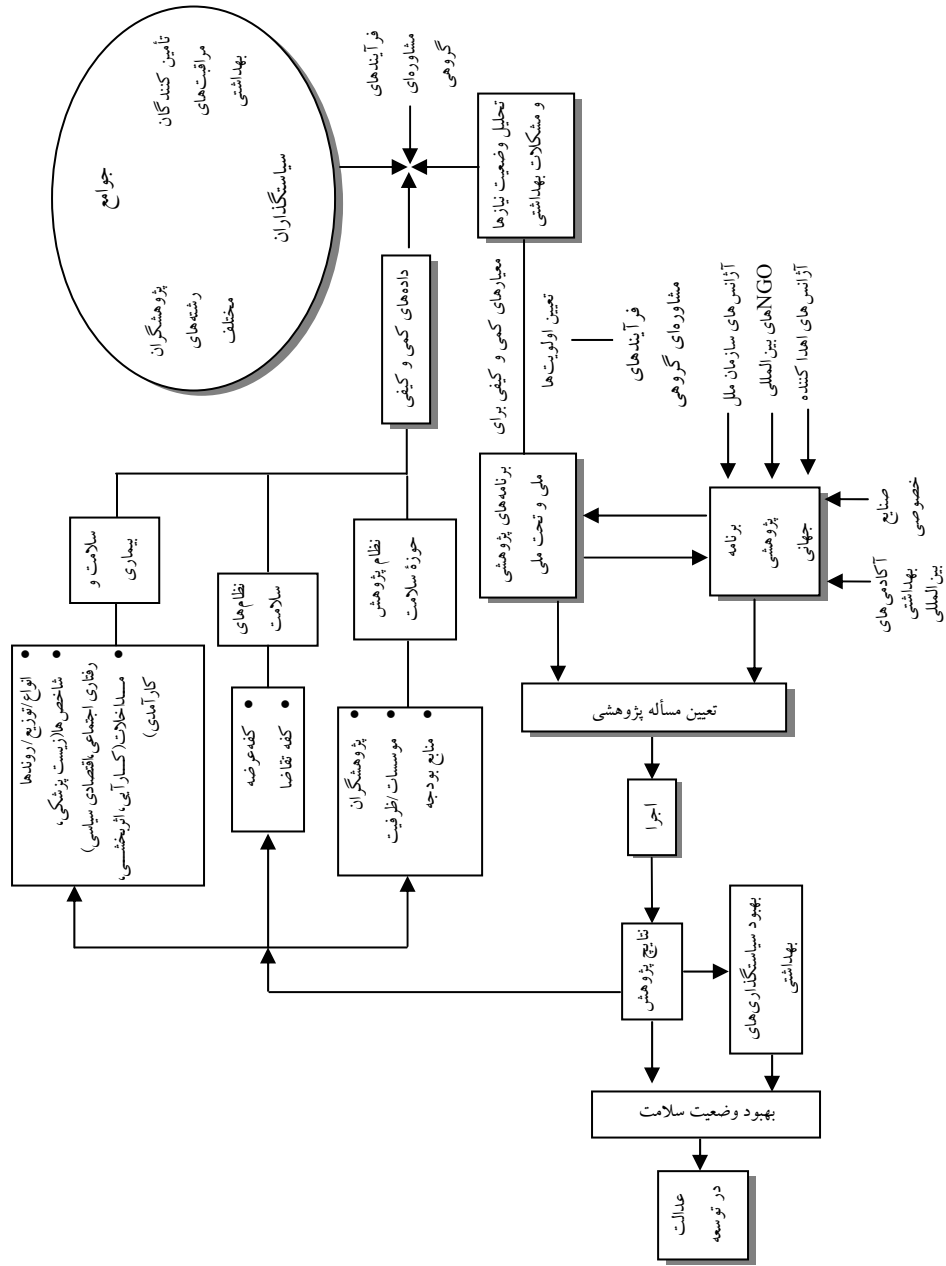 جوامع
تأمین کنندگان
مراقبت‌های
بهداشتی
سیاستگذاران
پژوهشگران
رشته‌های
مختلف
فرآیندهای
مشاوره‌ای
گروهی
تحلیل وضعیت نیازها
و مشکلات بهداشتی
داده‌های کمی و کیفی
سلامت و
بیماری
نظام‌های
سلامت
نظام پژوهش
حوزهٔ سلامت
• انواع/توزیع/روندها
• شاخص‌ها(زیست پزشکی،
رفتاری اجتماعی،اقتصادی سیاسی)
• مداخلات(کارآیی، اثربخشی،
کارآمدی)
• کفه عرضه
• کفه تقاضا
• پژوهشگران
• موسسات/ظرفیت
• منابع بودجه
معیارهای کمی و کیفی برای
تعیین اولویت‌ها
فرآیندهای
مشاوره‌ای گروهی
برنامه‌های پژوهشی
ملی و تحت ملی
آژانس‌های سازمان ملل
NGOهای بین‌المللی
آژانس‌های اهدا کننده
برنامه
پژوهشی
جهانی
صنایع
خصوصی
آکادمی‌های
بهداشتی
بین‌المللی
تعیین مسأله پژوهشی
اجرا
نتایج پژوهش
بهبود سیاستگذاری‌های
بهداشتی
بهبود وضعیت سلامت
عدالت
در توسعه